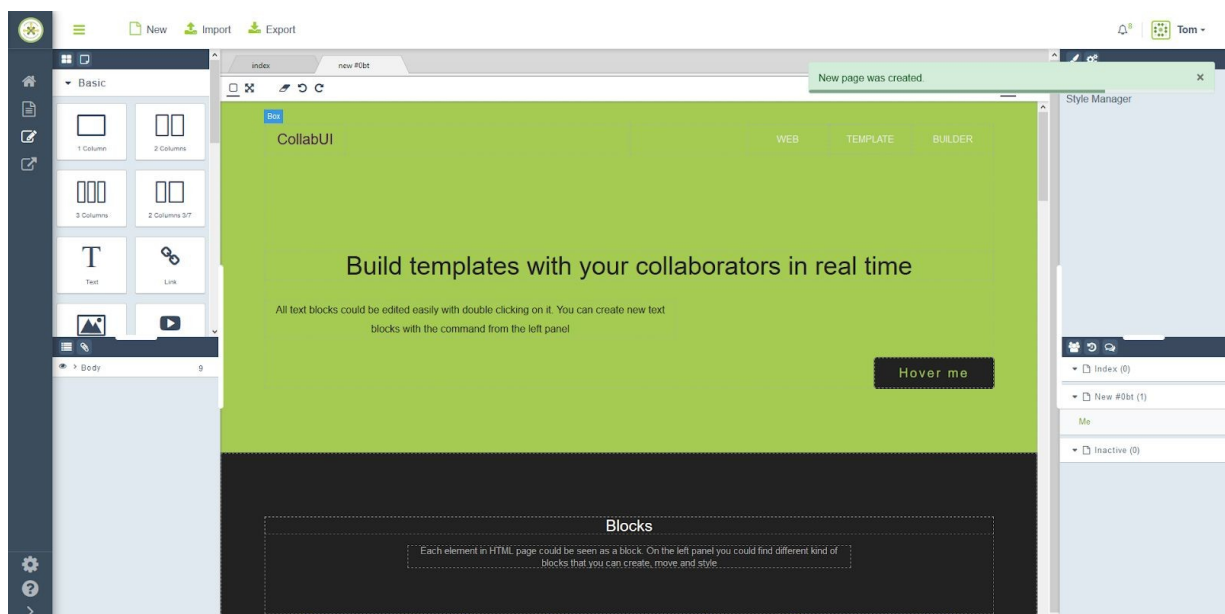 New Import Export
8 Tom
index new #0bt
New page was created. ×
Basic
Style Manager
1 Column 2 Columns
3 Columns 2 Columns 3/7
Text Link
Body 9
Box
CollabUI WEB TEMPLATE BUILDER
Build templates with your collaborators in real time
All text blocks could be edited easily with double clicking on it. You can create new text
blocks with the command from the left panel
Hover me
Blocks
Each element in HTML page could be seen as a block. On the left panel you could find different kind of
blocks that you can create, move and style
Index (0)
New #0bt (1)
Me
Inactive (0)